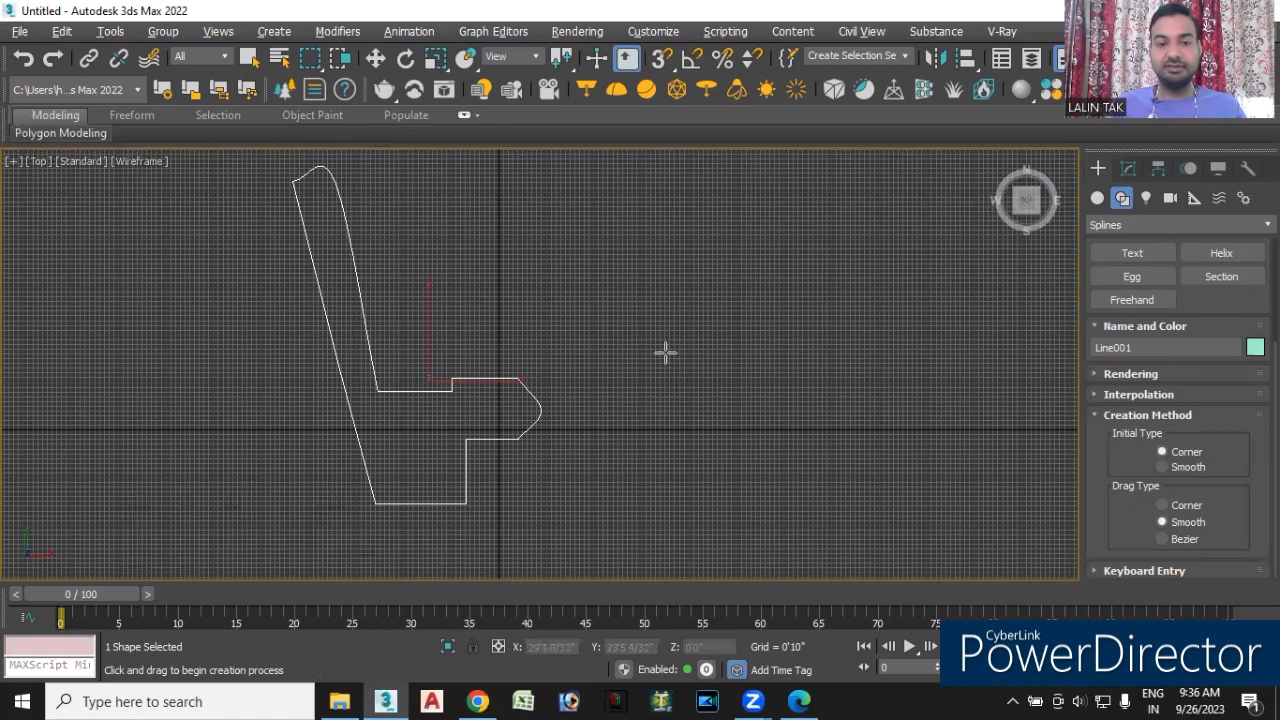 Untitled - Autodesk 3ds Max 2022
File Edit Tools Group Views Create Modifiers Animation Graph Editors Rendering Customize Scripting Content Civil View Substance V-Ray
All View Create Selection Se
C:\Users\h...s Max 2022
Modeling Freeform Selection Object Paint Populate
Polygon Modeling
LALIN TAK
[+] [Top] [Standard] [Wireframe]
N
W TOP E
S
Splines
Text Helix
Egg Section
Freehand
Name and Color
Line001
Rendering
Interpolation
Creation Method
Initial Type
Corner
Smooth
Drag Type
Corner
Smooth
Bezier
Keyboard Entry
< 0 / 100 >
0 5 10 15 20 25 30 35 40 45 50 55 60 65 70 75 80 85
1 Shape Selected
Grid = 0'10"
MAXScript Mi
Click and drag to begin creation process
Enabled: 0 Add Time Tag 0
CyberLink
PowerDirector
Type here to search
ENG
IN
9:36 AM
9/26/2023
1